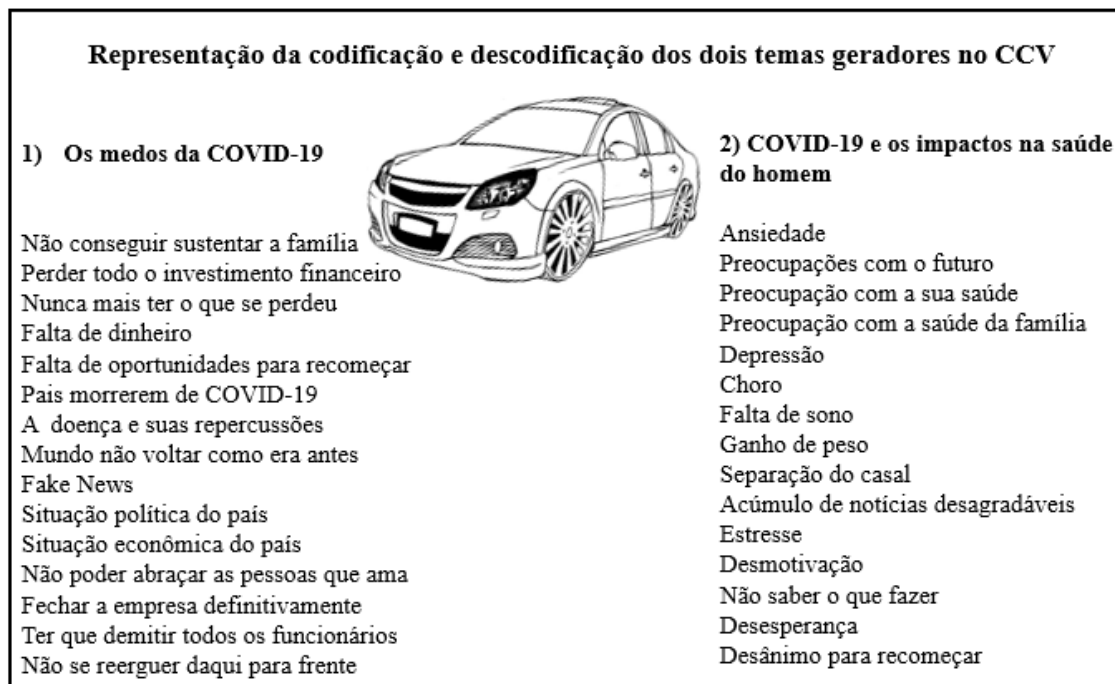 Representação da codificação e descodificação dos dois temas geradores no CCV
1) Os medos da COVID-19
Não conseguir sustentar a família
Perder todo o investimento financeiro
Nunca mais ter o que se perdeu
Falta de dinheiro
Falta de oportunidades para recomeçar
Pais morrerem de COVID-19
A doença e suas repercussões
Mundo não voltar como era antes
Fake News
Situação política do país
Situação econômica do país
Não poder abraçar as pessoas que ama
Fechar a empresa definitivamente
Ter que demitir todos os funcionários
Não se reerguer daqui para frente
2) COVID-19 e os impactos na saúde
do homem
Ansiedade
Preocupações com o futuro
Preocupação com a sua saúde
Preocupação com a saúde da família
Depressão
Choro
Falta de sono
Ganho de peso
Separação do casal
Acúmulo de notícias desagradáveis
Estresse
Desmotivação
Não saber o que fazer
Desesperança
Desânimo para recomeçar